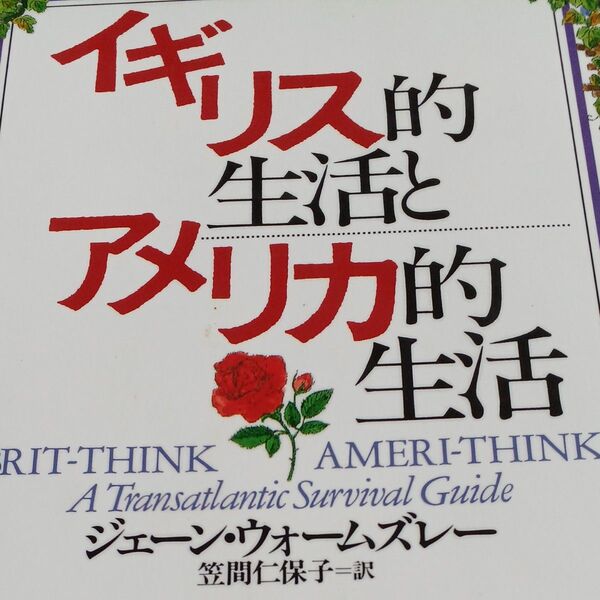 イギリス的
生活と
アメリカ的
生活
BRIT-THINK AMERI-THINK
A Transatlantic Survival Guide
ジェーン・ウォームズレー
笠間仁保子=訳